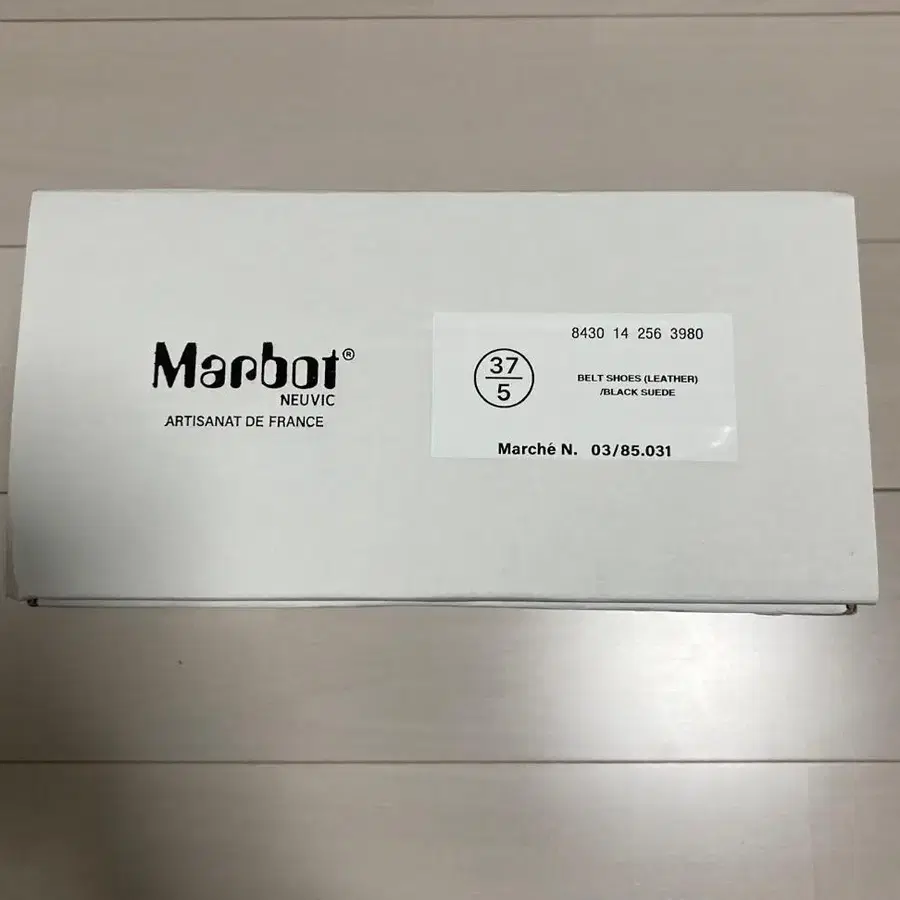 Marbot®
NEUVIC
ARTISANAT DE FRANCE
8430 14 256 3980
37
5
BELT SHOES (LEATHER)
/BLACK SUEDE
Marché N. 03/85.031